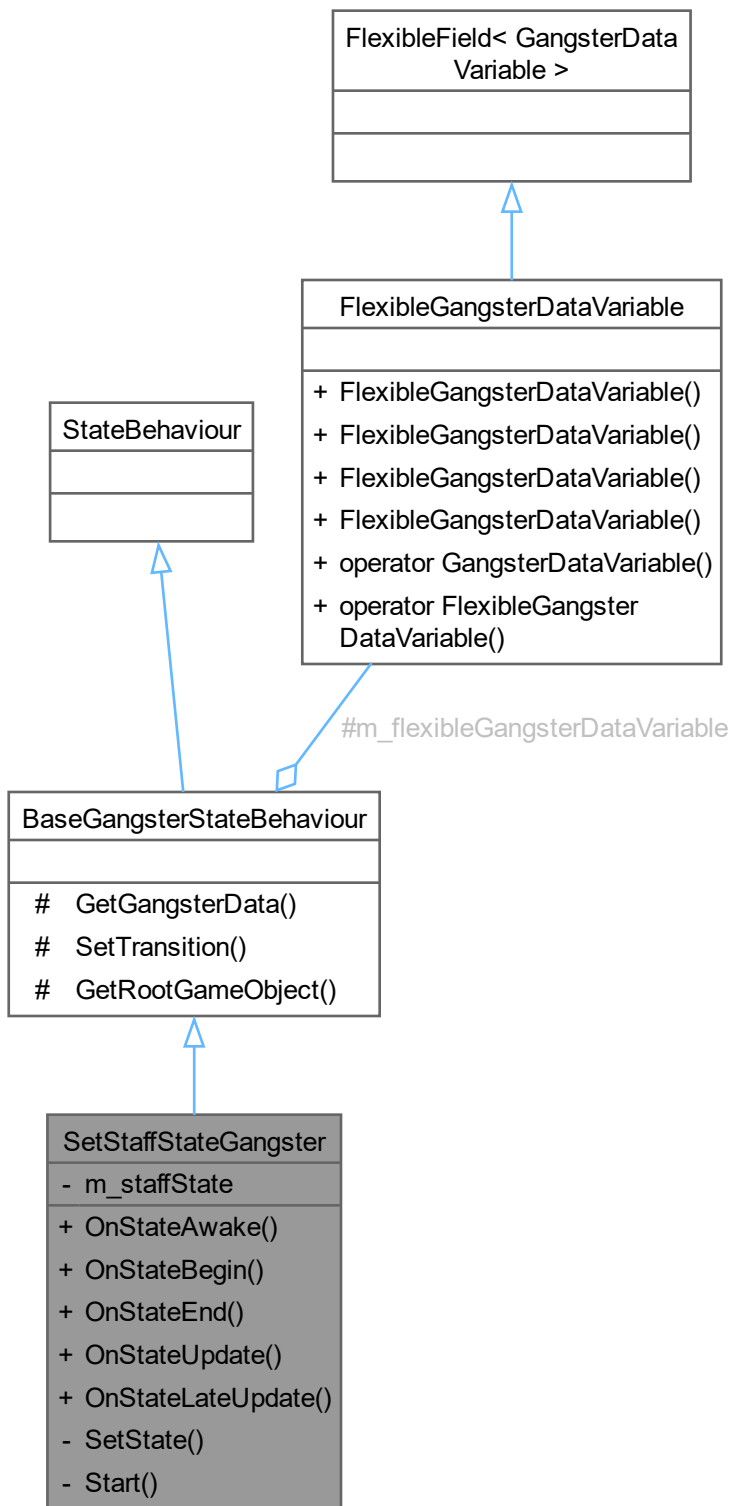 FlexibleField< GangsterData
Variable >
FlexibleGangsterDataVariable
+ FlexibleGangsterDataVariable()
+ FlexibleGangsterDataVariable()
+ FlexibleGangsterDataVariable()
+ FlexibleGangsterDataVariable()
+ operator GangsterDataVariable()
+ operator FlexibleGangster
DataVariable()
StateBehaviour
#m_flexibleGangsterDataVariable
BaseGangsterStateBehaviour
# GetGangsterData()
# SetTransition()
# GetRootGameObject()
SetStaffStateGangster
- m_staffState
+ OnStateAwake()
+ OnStateBegin()
+ OnStateEnd()
+ OnStateUpdate()
+ OnStateLateUpdate()
- SetState()
- Start()